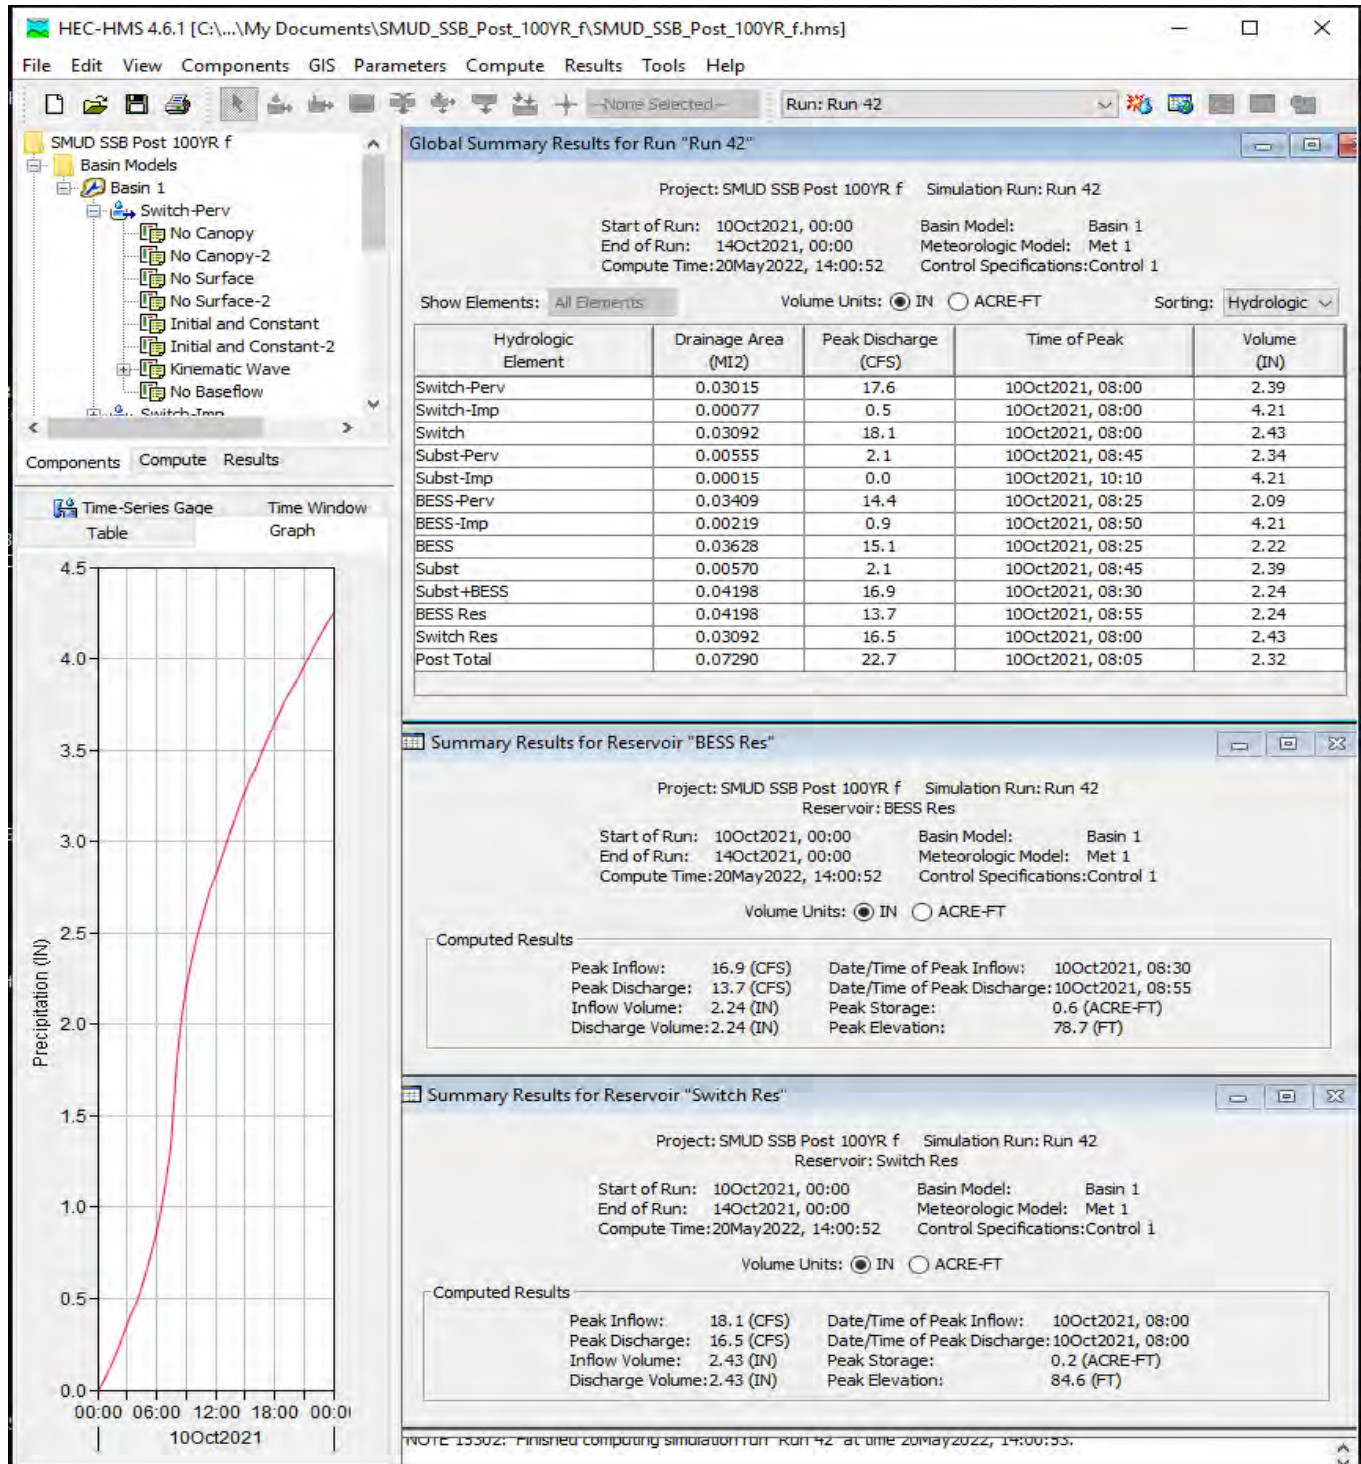 HEC-HMS 4.6.1 [C:\...\My Documents\SMUD_SSB_Post_100YR_f\SMUD_SSB_Post_100YR_f.hms]
File Edit View Components GIS Parameters Compute Results Tools Help
--None Selected-- Run: Run 42
SMUD SSB Post 100YR f
Basin Models
Basin 1
Switch-Perv
No Canopy
No Canopy-2
No Surface
No Surface-2
Initial and Constant
Initial and Constant-2
Kinematic Wave
No Baseflow
Switch-Imp
Components Compute Results
Time-Series Gage Time Window
Table Graph
4.5
4.0
3.5
3.0
2.5
2.0
1.5
1.0
0.5
0.0
Precipitation (IN)
00:00 06:00 12:00 18:00 00:0
10Oct2021
Global Summary Results for Run "Run 42"
Project: SMUD SSB Post 100YR f Simulation Run: Run 42
Start of Run: 10Oct2021, 00:00 Basin Model: Basin 1
End of Run: 14Oct2021, 00:00 Meteorologic Model: Met 1
Compute Time:20May2022, 14:00:52 Control Specifications:Control 1
Show Elements: All Elements Volume Units: IN ACRE-FT Sorting: Hydrologic
Hydrologic Element Drainage Area (MI2) Peak Discharge (CFS) Time of Peak Volume (IN)
Switch-Perv 0.03015 17.6 10Oct2021, 08:00 2.39
Switch-Imp 0.00077 0.5 10Oct2021, 08:00 4.21
Switch 0.03092 18.1 10Oct2021, 08:00 2.43
Subst-Perv 0.00555 2.1 10Oct2021, 08:45 2.34
Subst-Imp 0.00015 0.0 10Oct2021, 10:10 4.21
BESS-Perv 0.03409 14.4 10Oct2021, 08:25 2.09
BESS-Imp 0.00219 0.9 10Oct2021, 08:50 4.21
BESS 0.03628 15.1 10Oct2021, 08:25 2.22
Subst 0.00570 2.1 10Oct2021, 08:45 2.39
Subst+BESS 0.04198 16.9 10Oct2021, 08:30 2.24
BESS Res 0.04198 13.7 10Oct2021, 08:55 2.24
Switch Res 0.03092 16.5 10Oct2021, 08:00 2.43
Post Total 0.07290 22.7 10Oct2021, 08:05 2.32
Summary Results for Reservoir "BESS Res"
Project: SMUD SSB Post 100YR f Simulation Run: Run 42
Reservoir: BESS Res
Start of Run: 10Oct2021, 00:00 Basin Model: Basin 1
End of Run: 14Oct2021, 00:00 Meteorologic Model: Met 1
Compute Time:20May2022, 14:00:52 Control Specifications:Control 1
Volume Units: IN ACRE-FT
Computed Results
Peak Inflow: 16.9 (CFS) Date/Time of Peak Inflow: 10Oct2021, 08:30
Peak Discharge: 13.7 (CFS) Date/Time of Peak Discharge:10Oct2021, 08:55
Inflow Volume: 2.24 (IN) Peak Storage: 0.6 (ACRE-FT)
Discharge Volume:2.24 (IN) Peak Elevation: 78.7 (FT)
Summary Results for Reservoir "Switch Res"
Project: SMUD SSB Post 100YR f Simulation Run: Run 42
Reservoir: Switch Res
Start of Run: 10Oct2021, 00:00 Basin Model: Basin 1
End of Run: 14Oct2021, 00:00 Meteorologic Model: Met 1
Compute Time:20May2022, 14:00:52 Control Specifications:Control 1
Volume Units: IN ACRE-FT
Computed Results
Peak Inflow: 18.1 (CFS) Date/Time of Peak Inflow: 10Oct2021, 08:00
Peak Discharge: 16.5 (CFS) Date/Time of Peak Discharge:10Oct2021, 08:00
Inflow Volume: 2.43 (IN) Peak Storage: 0.2 (ACRE-FT)
Discharge Volume:2.43 (IN) Peak Elevation: 84.6 (FT)
NOTE 15302: Finished computing simulation run "Run 42" at time 20May2022, 14:00:53.